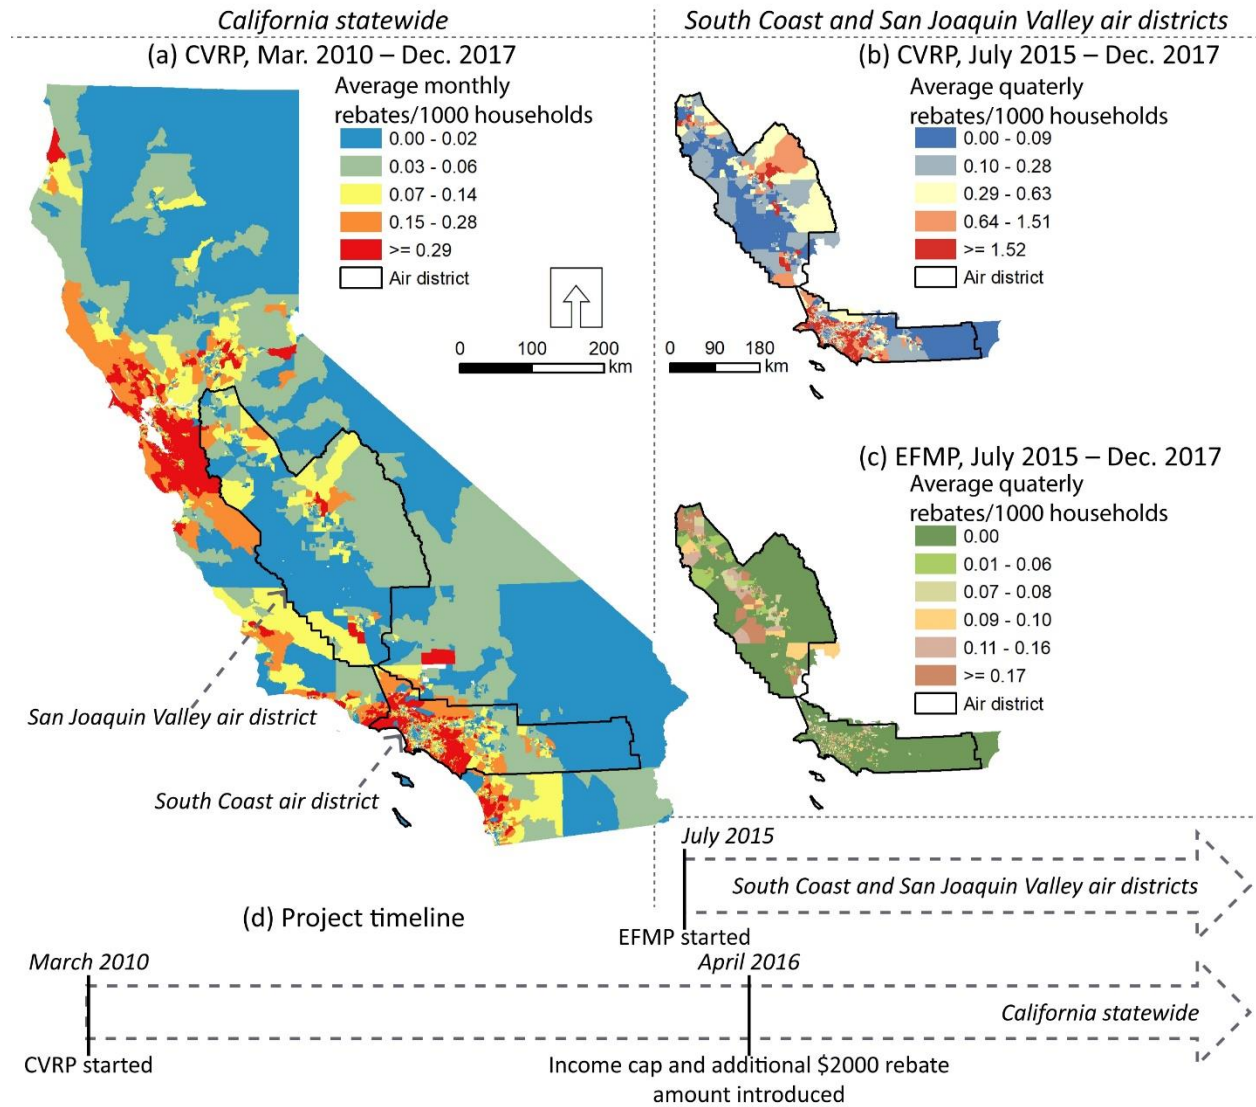 California statewide
South Coast and San Joaquin Valley air districts
(a) CVRP, Mar. 2010 – Dec. 2017
Average monthly
rebates/1000 households
0.00 - 0.02
0.03 - 0.06
0.07 - 0.14
0.15 - 0.28
>= 0.29
Air district
0 100 200
km
San Joaquin Valley air district
South Coast air district
(b) CVRP, July 2015 – Dec. 2017
Average quaterly
rebates/1000 households
0.00 - 0.09
0.10 - 0.28
0.29 - 0.63
0.64 - 1.51
>= 1.52
Air district
0 90 180
km
(c) EFMP, July 2015 – Dec. 2017
Average quaterly
rebates/1000 households
0.00
0.01 - 0.06
0.07 - 0.08
0.09 - 0.10
0.11 - 0.16
>= 0.17
Air district
(d) Project timeline
July 2015
South Coast and San Joaquin Valley air districts
EFMP started
March 2010
April 2016
California statewide
CVRP started
Income cap and additional $2000 rebate
amount introduced